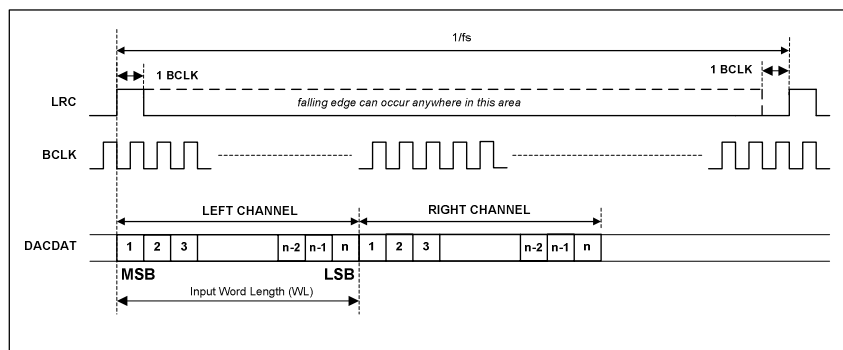 1/fs
1 BCLK
1 BCLK
LRC
falling edge can occur anywhere in this area
BCLK
LEFT CHANNEL
RIGHT CHANNEL
DACDAT
1 2 3 n-2 n-1 n 1 2 3 n-2 n-1 n
MSB
LSB
Input Word Length (WL)